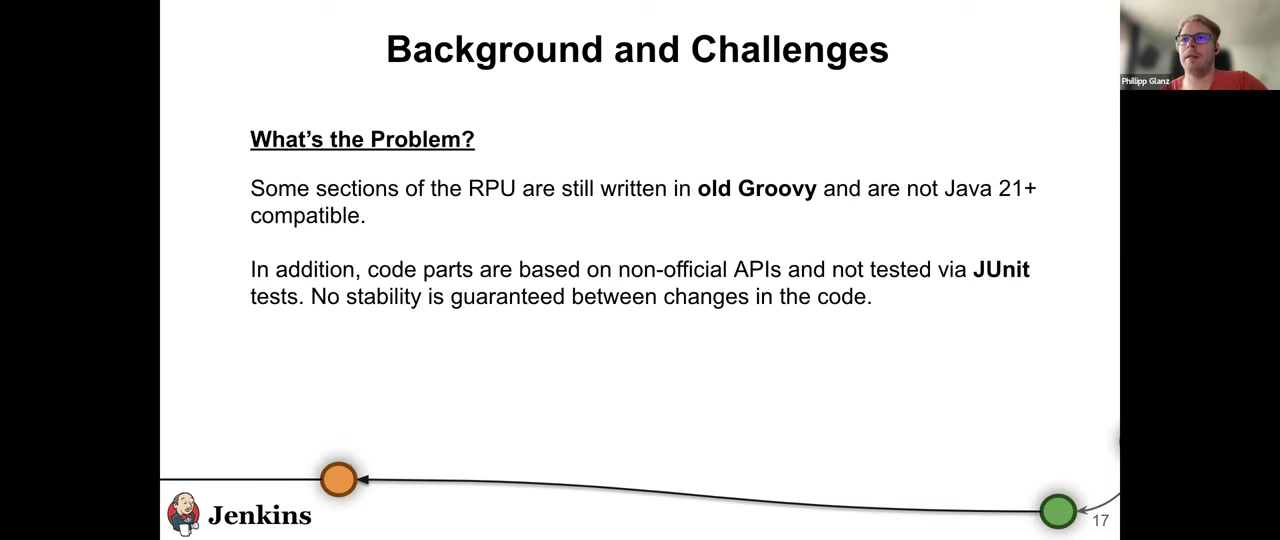 Background and Challenges
Phillipp Glanz
What’s the Problem?
Some sections of the RPU are still written in old Groovy and are not Java 21+
compatible.
In addition, code parts are based on non-official APIs and not tested via JUnit
tests. No stability is guaranteed between changes in the code.
Jenkins
17